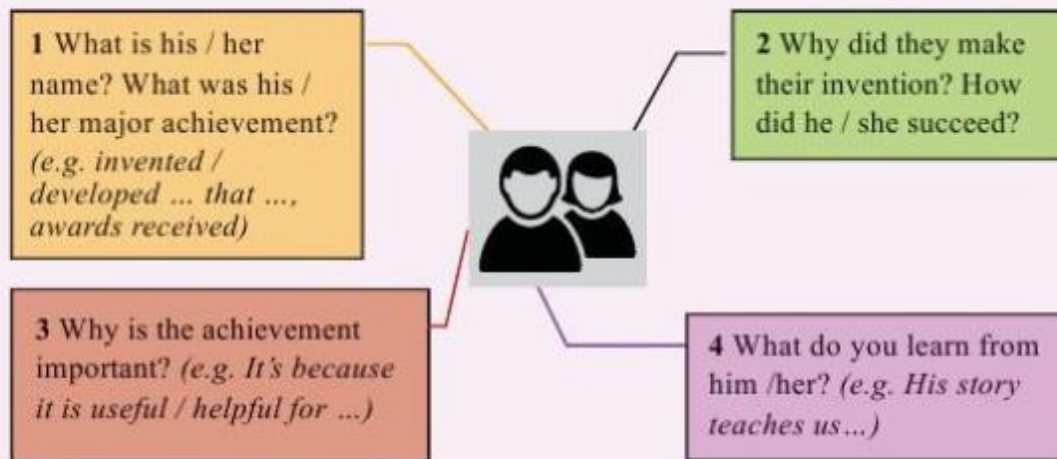 1 What is his / her
name? What was his /
her major achievement?
(e.g. invented /
developed ... that ...,
awards received)
2 Why did they make
their invention? How
did he / she succeed?
3 Why is the achievement
important? (e.g. It's because
it is useful / helpful for ...)
4 What do you learn from
him /her? (e.g. His story
teaches us...)